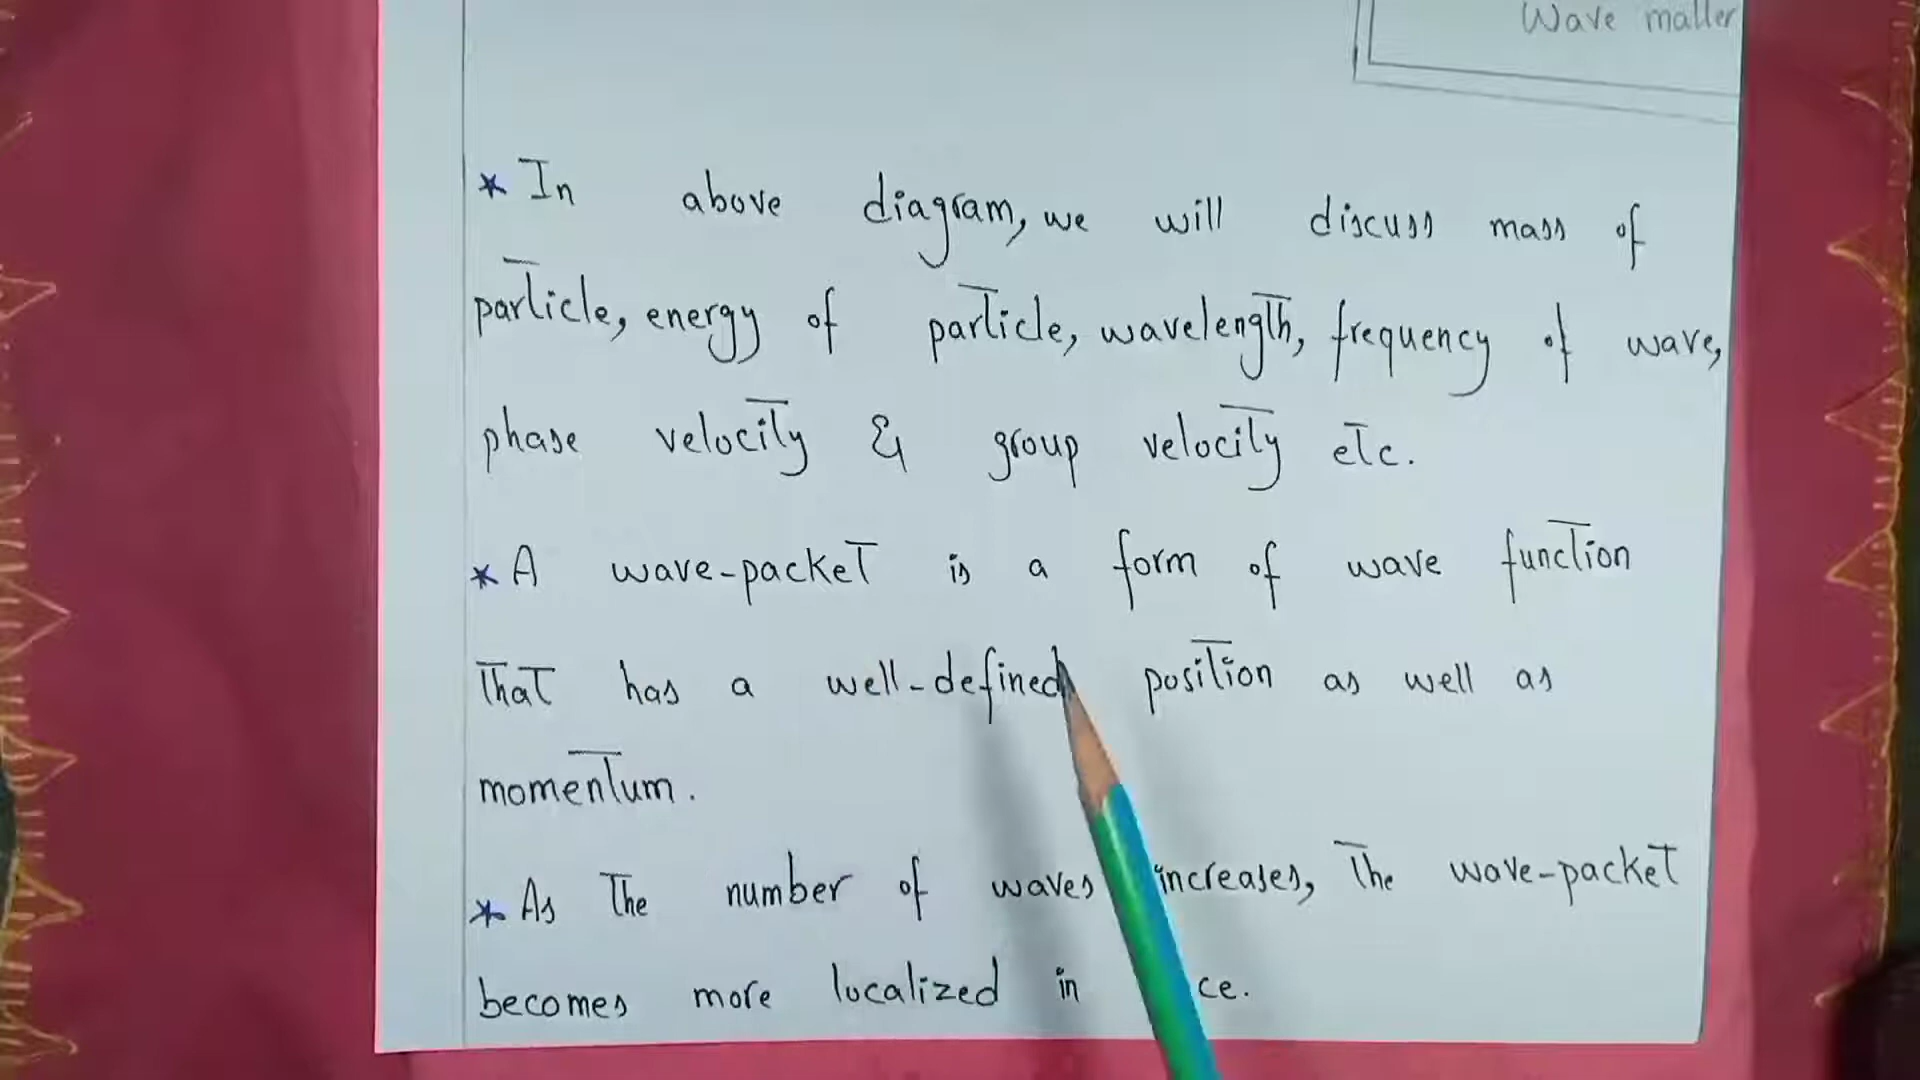 Wave matter
* In above diagram, we will discuss mass of
particle, energy of particle, wavelength, frequency of wave,
phase velocity & group velocity etc.
* A wave-packet is a form of wave function
that has a well-defined position as well as
momentum.
* As the number of waves increases, the wave-packet
becomes more localized in ce.